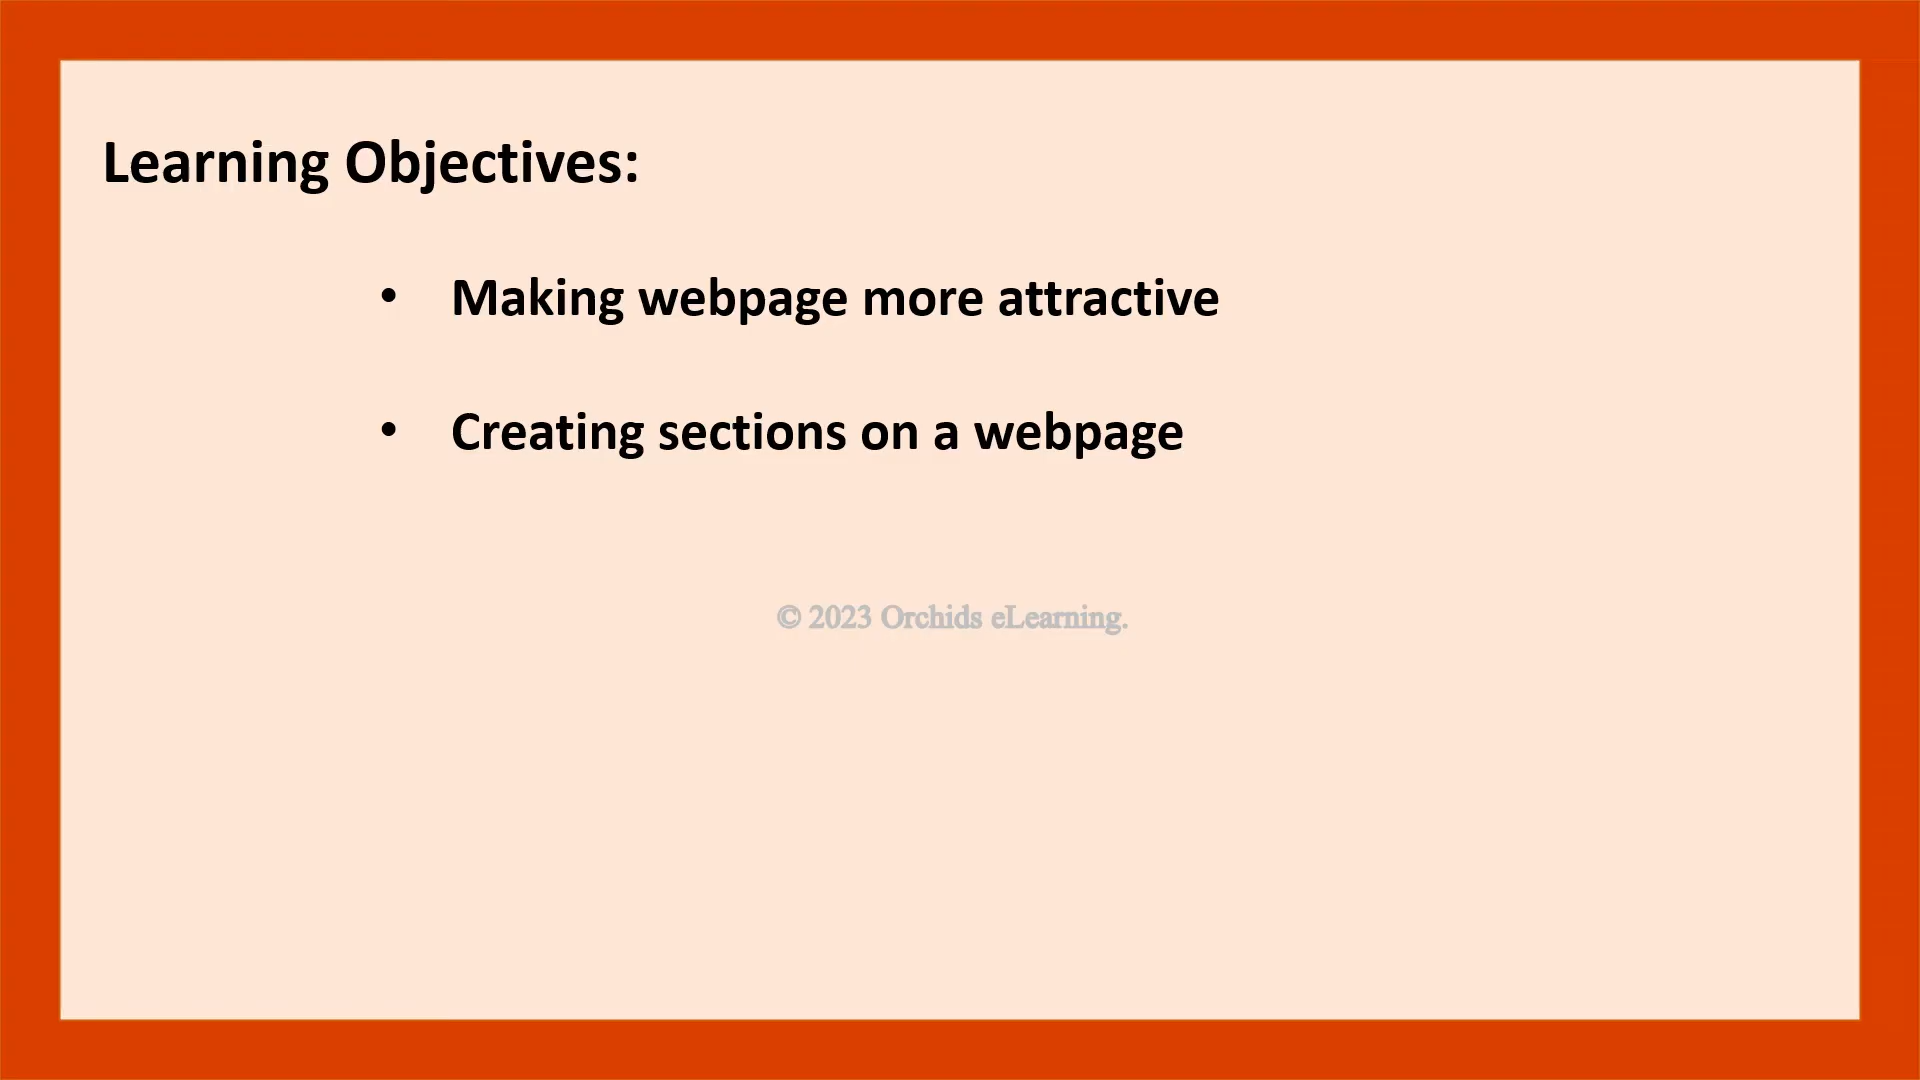 Learning Objectives:
• Making webpage more attractive
• Creating sections on a webpage
© 2023 Orchids eLearning.